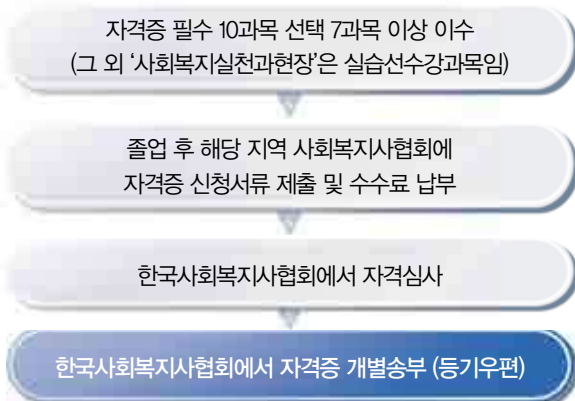 자격증 필수 10과목 선택 7과목 이상 이수
(그 외 ‘사회복지실천과현장’은 실습선수강과목임)
졸업 후 해당 지역 사회복지사협회에
자격증 신청서류 제출 및 수수료 납부
한국사회복지사협회에서 자격심사
한국사회복지사협회에서 자격증 개별송부 (등기우편)